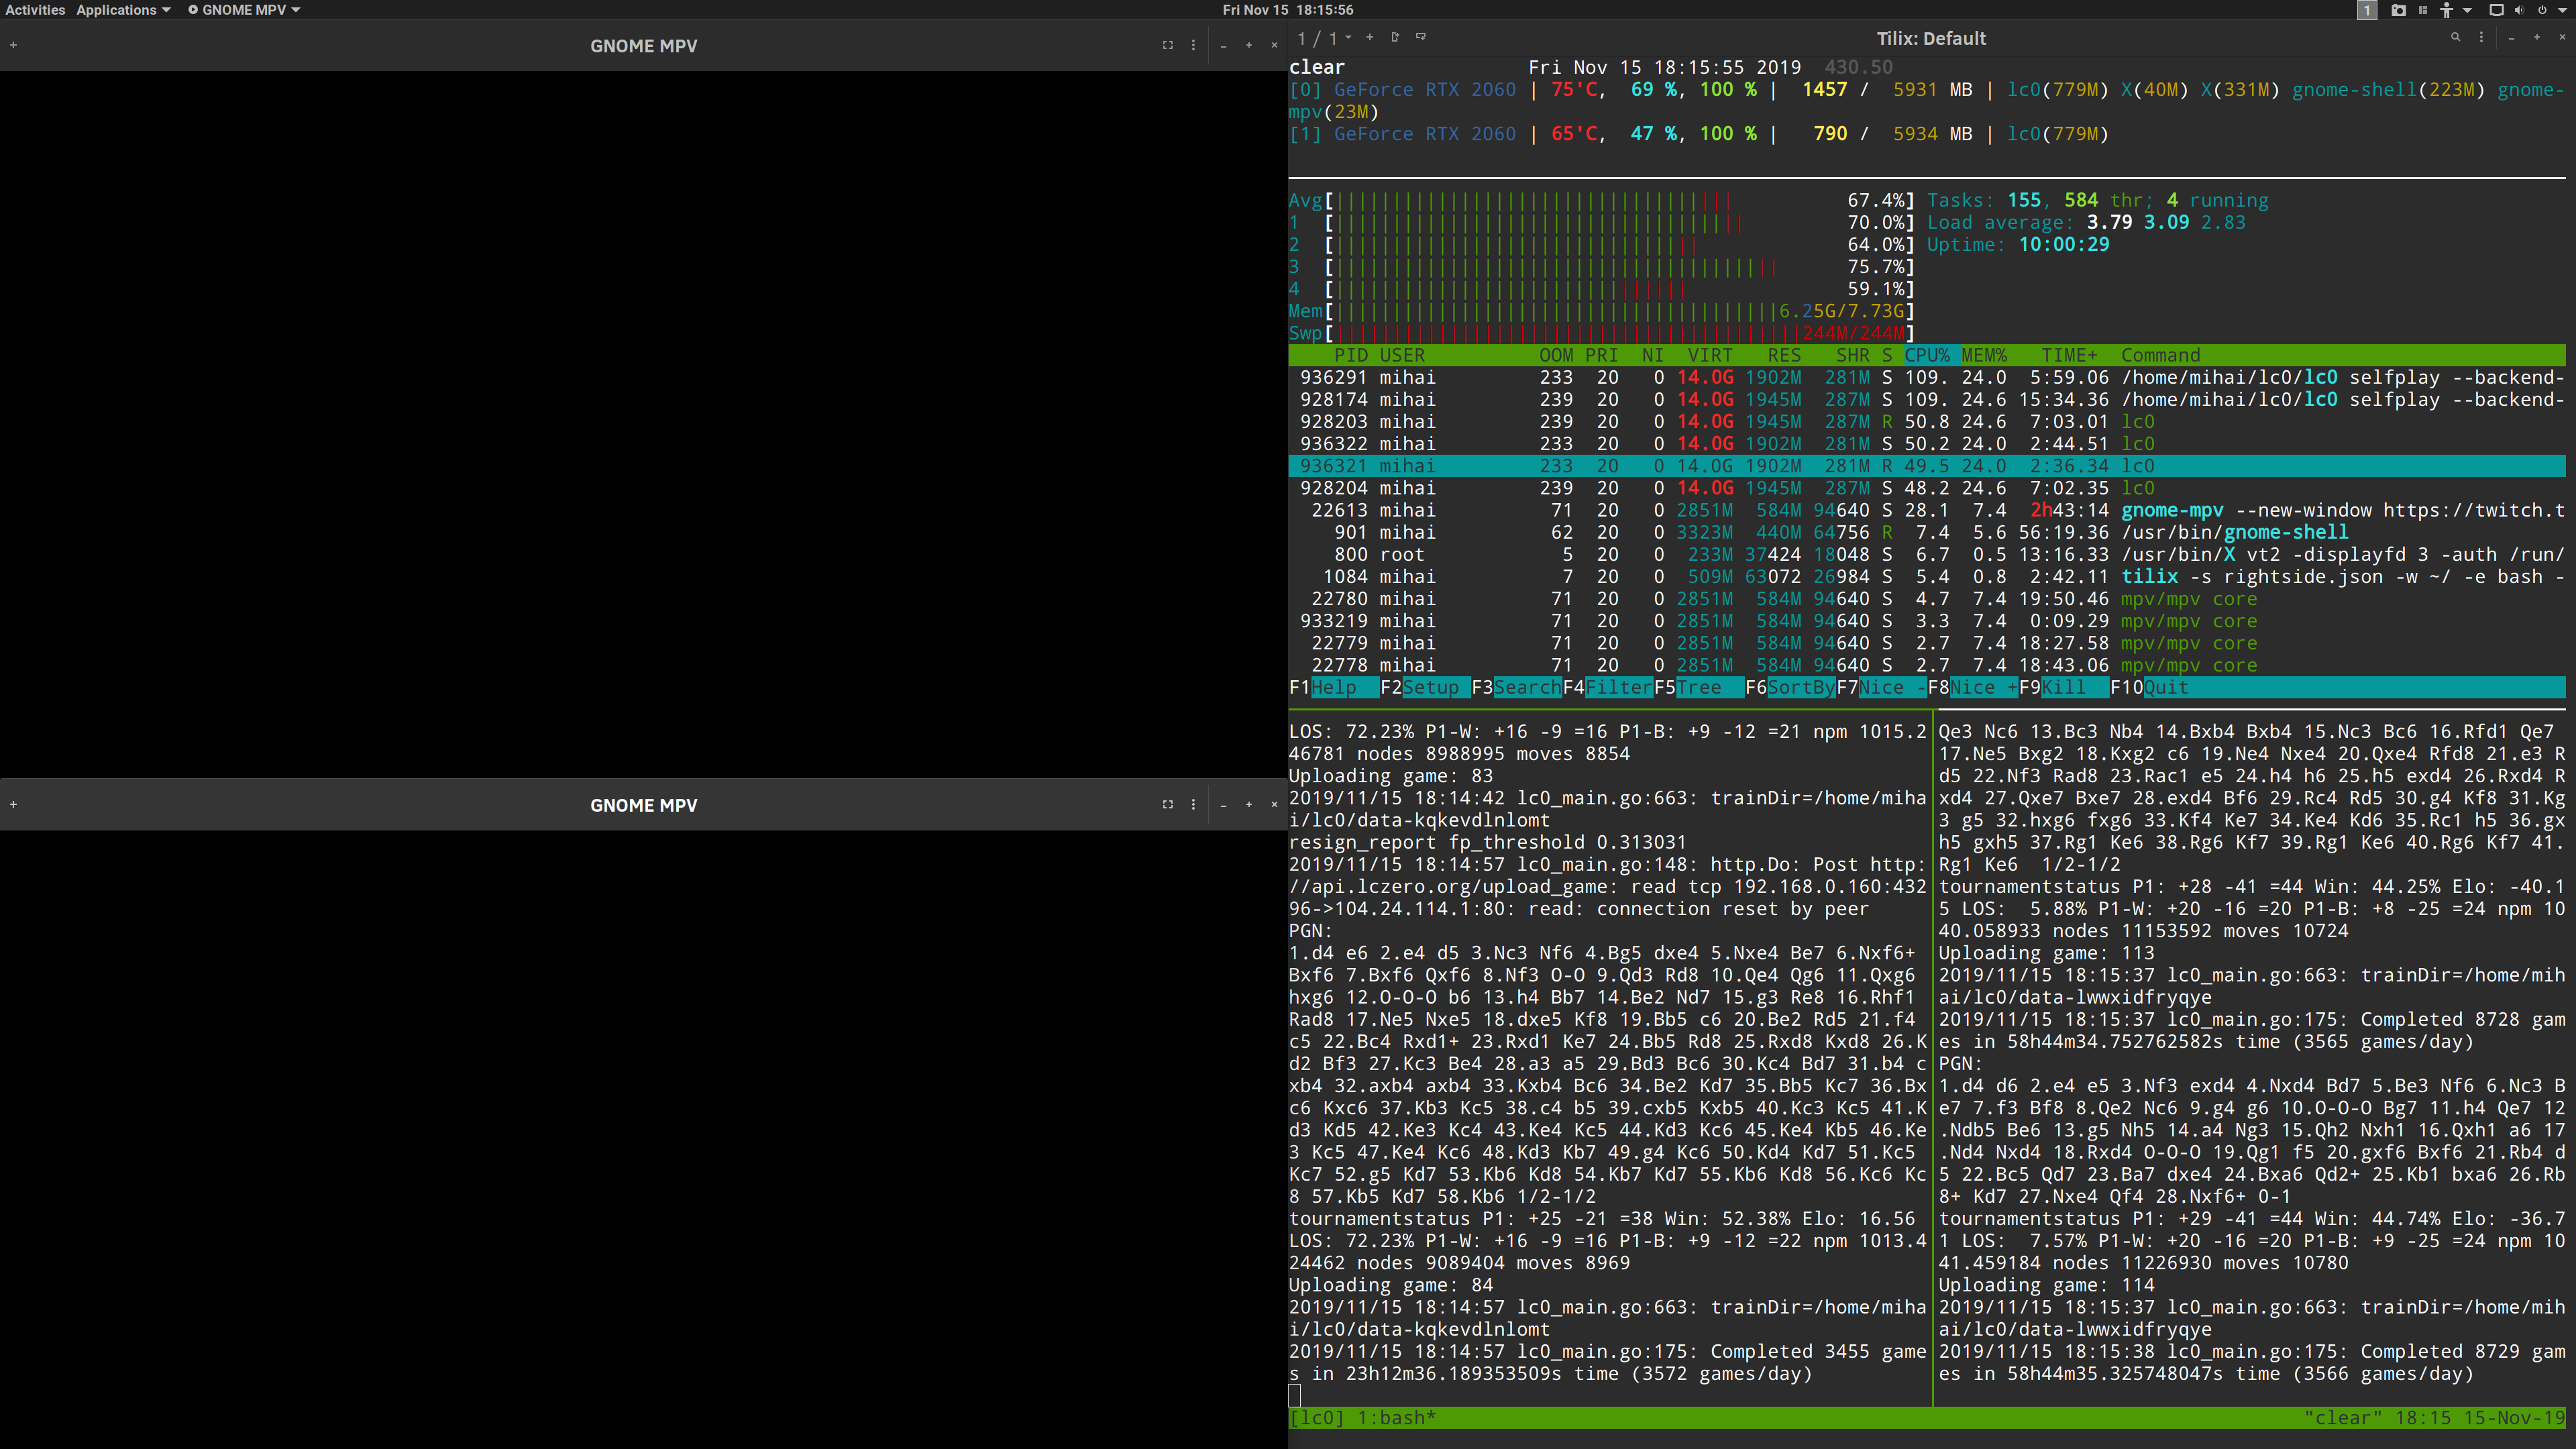 Activities Applications GNOME MPV Fri Nov 15 18:15:56 1
GNOME MPV
GNOME MPV
1 / 1 Tilix: Default
clear Fri Nov 15 18:15:55 2019 430.50
[0] GeForce RTX 2060 | 75'C, 69 %, 100 % | 1457 / 5931 MB | lc0(779M) X(40M) X(331M) gnome-shell(223M) gnome-
mpv(23M)
[1] GeForce RTX 2060 | 65'C, 47 %, 100 % | 790 / 5934 MB | lc0(779M)
Avg[ 67.4%] Tasks: 155, 584 thr; 4 running
1 [ 70.0%] Load average: 3.79 3.09 2.83
2 [ 64.0%] Uptime: 10:00:29
3 [ 75.7%]
4 [ 59.1%]
Mem[ 6.25G/7.73G]
Swp[ 244M/244M]
PID USER OOM PRI NI VIRT RES SHR S CPU% MEM% TIME+ Command
936291 mihai 233 20 0 14.0G 1902M 281M S 109. 24.0 5:59.06 /home/mihai/lc0/lc0 selfplay --backend-
928174 mihai 239 20 0 14.0G 1945M 287M S 109. 24.6 15:34.36 /home/mihai/lc0/lc0 selfplay --backend-
928203 mihai 239 20 0 14.0G 1945M 287M R 50.8 24.6 7:03.01 lc0
936322 mihai 233 20 0 14.0G 1902M 281M S 50.2 24.0 2:44.51 lc0
936321 mihai 233 20 0 14.0G 1902M 281M R 49.5 24.0 2:36.34 lc0
928204 mihai 239 20 0 14.0G 1945M 287M S 48.2 24.6 7:02.35 lc0
22613 mihai 71 20 0 2851M 584M 94640 S 28.1 7.4 2h43:14 gnome-mpv --new-window https://twitch.t
901 mihai 62 20 0 3323M 440M 64756 R 7.4 5.6 56:19.36 /usr/bin/gnome-shell
800 root 5 20 0 233M 37424 18048 S 6.7 0.5 13:16.33 /usr/bin/X vt2 -displayfd 3 -auth /run/
1084 mihai 7 20 0 509M 63072 26984 S 5.4 0.8 2:42.11 tilix -s rightside.json -w ~/ -e bash -
22780 mihai 71 20 0 2851M 584M 94640 S 4.7 7.4 19:50.46 mpv/mpv core
933219 mihai 71 20 0 2851M 584M 94640 S 3.3 7.4 0:09.29 mpv/mpv core
22779 mihai 71 20 0 2851M 584M 94640 S 2.7 7.4 18:27.58 mpv/mpv core
22778 mihai 71 20 0 2851M 584M 94640 S 2.7 7.4 18:43.06 mpv/mpv core
F1Help F2Setup F3SearchF4FilterF5Tree F6SortByF7Nice -F8Nice +F9Kill F10Quit
LOS: 72.23% P1-W: +16 -9 =16 P1-B: +9 -12 =21 npm 1015.2
46781 nodes 8988995 moves 8854
Uploading game: 83
2019/11/15 18:14:42 lc0_main.go:663: trainDir=/home/miha
i/lc0/data-kqkevdlnlomt
resign_report fp_threshold 0.313031
2019/11/15 18:14:57 lc0_main.go:148: http.Do: Post http:
//api.lczero.org/upload_game: read tcp 192.168.0.160:432
96->104.24.114.1:80: read: connection reset by peer
PGN:
1.d4 e6 2.e4 d5 3.Nc3 Nf6 4.Bg5 dxe4 5.Nxe4 Be7 6.Nxf6+
Bxf6 7.Bxf6 Qxf6 8.Nf3 O-O 9.Qd3 Rd8 10.Qe4 Qg6 11.Qxg6
hxg6 12.O-O-O b6 13.h4 Bb7 14.Be2 Nd7 15.g3 Re8 16.Rhf1
Rad8 17.Ne5 Nxe5 18.dxe5 Kf8 19.Bb5 c6 20.Be2 Rd5 21.f4
c5 22.Bc4 Rxd1+ 23.Rxd1 Ke7 24.Bb5 Rd8 25.Rxd8 Kxd8 26.K
d2 Bf3 27.Kc3 Be4 28.a3 a5 29.Bd3 Bc6 30.Kc4 Bd7 31.b4 c
xb4 32.axb4 axb4 33.Kxb4 Bc6 34.Be2 Kd7 35.Bb5 Kc7 36.Bx
c6 Kxc6 37.Kb3 Kc5 38.c4 b5 39.cxb5 Kxb5 40.Kc3 Kc5 41.K
d3 Kd5 42.Ke3 Kc4 43.Ke4 Kc5 44.Kd3 Kc6 45.Ke4 Kb5 46.Ke
3 Kc5 47.Ke4 Kc6 48.Kd3 Kb7 49.g4 Kc6 50.Kd4 Kd7 51.Kc5
Kc7 52.g5 Kd7 53.Kb6 Kd8 54.Kb7 Kd7 55.Kb6 Kd8 56.Kc6 Kc
8 57.Kb5 Kd7 58.Kb6 1/2-1/2
tournamentstatus P1: +25 -21 =38 Win: 52.38% Elo: 16.56
LOS: 72.23% P1-W: +16 -9 =16 P1-B: +9 -12 =22 npm 1013.4
24462 nodes 9089404 moves 8969
Uploading game: 84
2019/11/15 18:14:57 lc0_main.go:663: trainDir=/home/miha
i/lc0/data-kqkevdlnlomt
2019/11/15 18:14:57 lc0_main.go:175: Completed 3455 game
s in 23h12m36.189353509s time (3572 games/day)
Qe3 Nc6 13.Bc3 Nb4 14.Bxb4 Bxb4 15.Nc3 Bc6 16.Rfd1 Qe7
17.Ne5 Bxg2 18.Kxg2 c6 19.Ne4 Nxe4 20.Qxe4 Rfd8 21.e3 R
d5 22.Nf3 Rad8 23.Rac1 e5 24.h4 h6 25.h5 exd4 26.Rxd4 R
xd4 27.Qxe7 Bxe7 28.exd4 Bf6 29.Rc4 Rd5 30.g4 Kf8 31.Kg
3 g5 32.hxg6 fxg6 33.Kf4 Ke7 34.Ke4 Kd6 35.Rc1 h5 36.gx
h5 gxh5 37.Rg1 Ke6 38.Rg6 Kf7 39.Rg1 Ke6 40.Rg6 Kf7 41.
Rg1 Ke6 1/2-1/2
tournamentstatus P1: +28 -41 =44 Win: 44.25% Elo: -40.1
5 LOS: 5.88% P1-W: +20 -16 =20 P1-B: +8 -25 =24 npm 10
40.058933 nodes 11153592 moves 10724
Uploading game: 113
2019/11/15 18:15:37 lc0_main.go:663: trainDir=/home/mih
ai/lc0/data-lwwxidfryqye
2019/11/15 18:15:37 lc0_main.go:175: Completed 8728 gam
es in 58h44m34.752762582s time (3565 games/day)
PGN:
1.d4 d6 2.e4 e5 3.Nf3 exd4 4.Nxd4 Bd7 5.Be3 Nf6 6.Nc3 B
e7 7.f3 Bf8 8.Qe2 Nc6 9.g4 g6 10.O-O-O Bg7 11.h4 Qe7 12
.Ndb5 Be6 13.g5 Nh5 14.a4 Ng3 15.Qh2 Nxh1 16.Qxh1 a6 17
.Nd4 Nxd4 18.Rxd4 O-O-O 19.Qg1 f5 20.gxf6 Bxf6 21.Rb4 d
5 22.Bc5 Qd7 23.Ba7 dxe4 24.Bxa6 Qd2+ 25.Kb1 bxa6 26.Rb
8+ Kd7 27.Nxe4 Qf4 28.Nxf6+ 0-1
tournamentstatus P1: +29 -41 =44 Win: 44.74% Elo: -36.7
1 LOS: 7.57% P1-W: +20 -16 =20 P1-B: +9 -25 =24 npm 10
41.459184 nodes 11226930 moves 10780
Uploading game: 114
2019/11/15 18:15:37 lc0_main.go:663: trainDir=/home/mih
ai/lc0/data-lwwxidfryqye
2019/11/15 18:15:38 lc0_main.go:175: Completed 8729 gam
es in 58h44m35.325748047s time (3566 games/day)
[lc0] 1:bash* "clear" 18:15 15-Nov-19